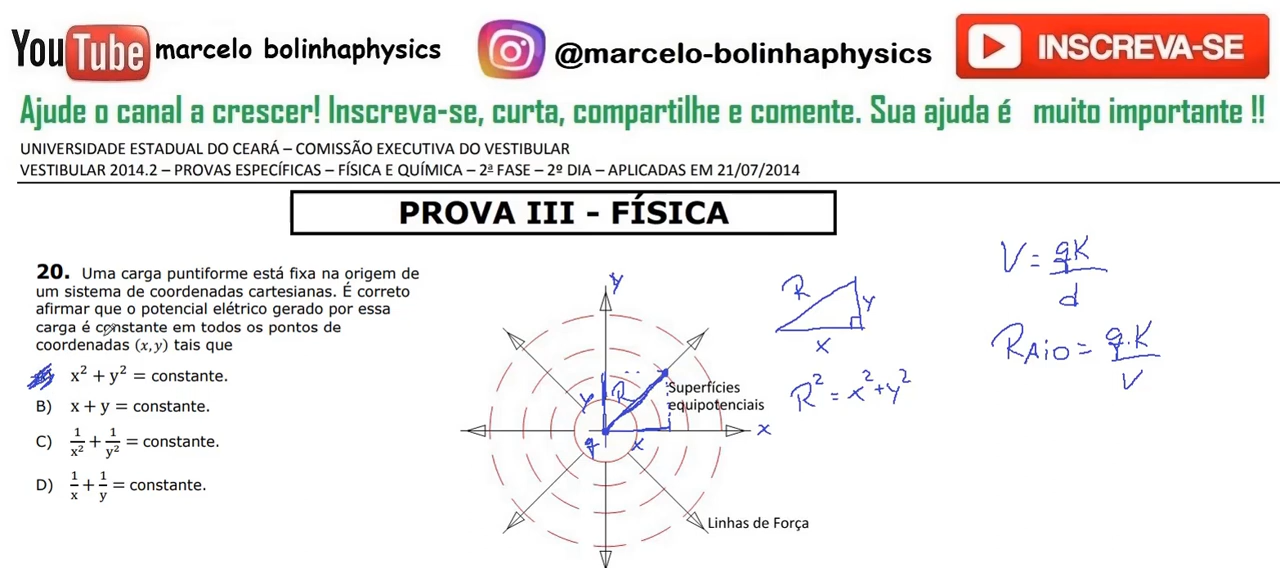 YouTube marcelo bolinhaphysics @marcelo-bolinhaphysics INSCREVA-SE
Ajude o canal a crescer! Inscreva-se, curta, compartilhe e comente. Sua ajuda é muito importante !!
UNIVERSIDADE ESTADUAL DO CEARÁ – COMISSÃO EXECUTIVA DO VESTIBULAR
VESTIBULAR 2014.2 – PROVAS ESPECÍFICAS – FÍSICA E QUÍMICA – 2ª FASE – 2º DIA – APLICADAS EM 21/07/2014
PROVA III - FÍSICA
20. Uma carga puntiforme está fixa na origem de
um sistema de coordenadas cartesianas. É correto
afirmar que o potencial elétrico gerado por essa
carga é constante em todos os pontos de
coordenadas (x, y) tais que
x² + y² = constante.
B) x + y = constante.
C) 1/x² + 1/y² = constante.
D) 1/x + 1/y = constante.
y
R
y
Superfícies
equipotenciais
x
q
x
Linhas de Força
R
y
x
R² = x² + y²
V = qK/d
RAiO = q.K/V